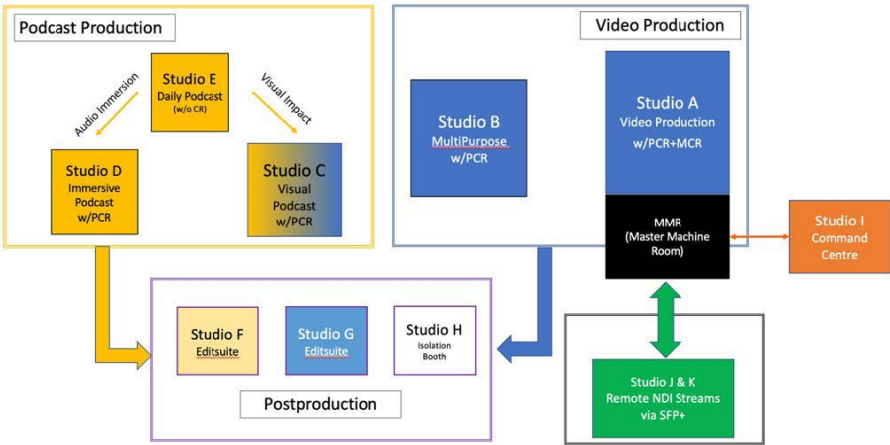 Podcast Production
Studio E
Daily Podcast
(w/o CR)
Audio Immersion
Visual Impact
Studio D
Immersive
Podcast
w/PCR
Studio C
Visual
Podcast
w/PCR
Video Production
Studio B
MultiPurpose
w/PCR
Studio A
Video Production
w/PCR+MCR
MMR
(Master Machine
Room)
Studio I
Command
Centre
Studio F
Editsuite
Studio G
Editsuite
Studio H
Isolation
Booth
Postproduction
Studio J & K
Remote NDI Streams
via SFP+